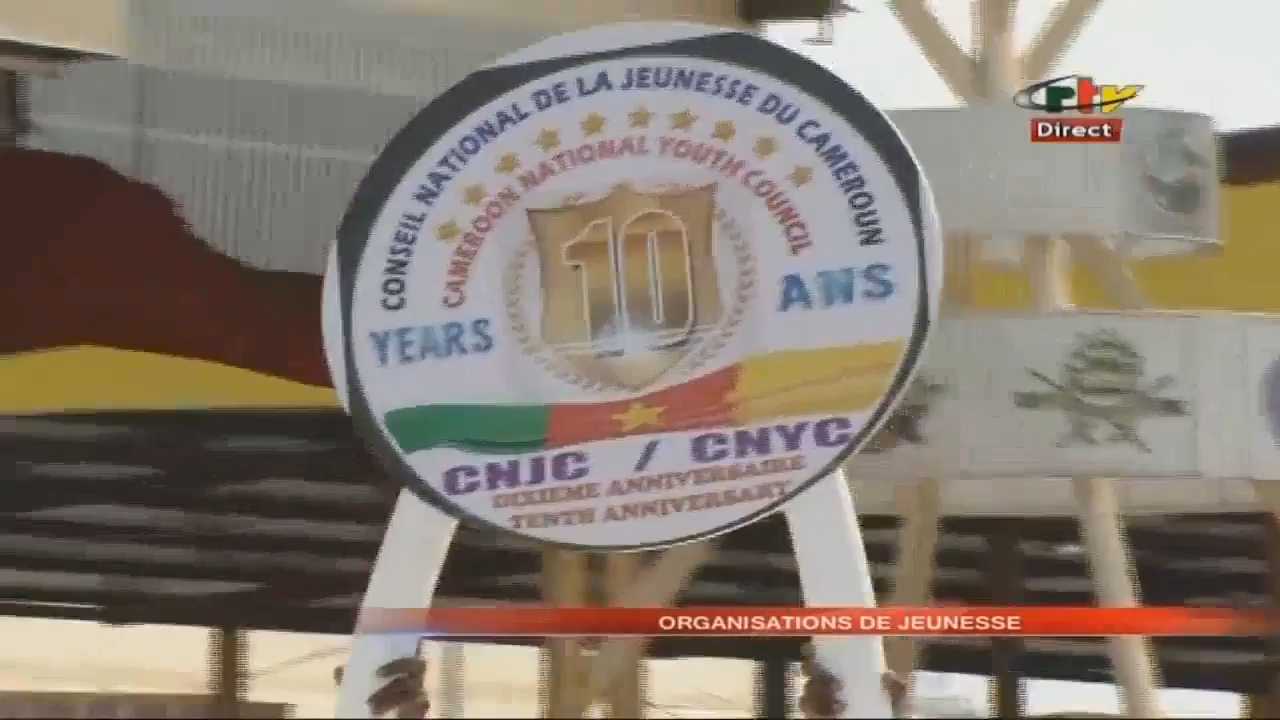 CONSEIL NATIONAL DE LA JEUNESSE DU CAMEROUN
CAMEROON NATIONAL YOUTH COUNCIL
10
YEARS
ANS
CNJC / CNYC
DIXIEME ANNIVERSAIRE
TENTH ANNIVERSARY
crtv
Direct
ORGANISATIONS DE JEUNESSE